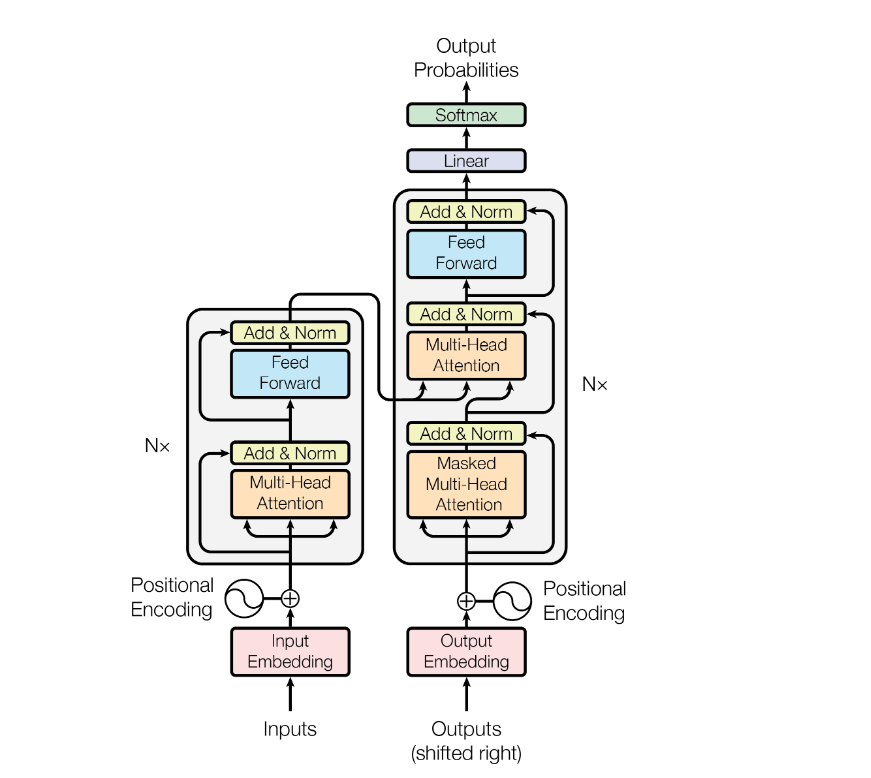 Output
Probabilities
Softmax
Linear
Add & Norm
Feed
Forward
Add & Norm
Multi-Head
Attention
Add & Norm
Masked
Multi-Head
Attention
Nx
Add & Norm
Feed
Forward
Add & Norm
Multi-Head
Attention
Nx
Positional
Encoding
Positional
Encoding
Input
Embedding
Output
Embedding
Inputs
Outputs
(shifted right)